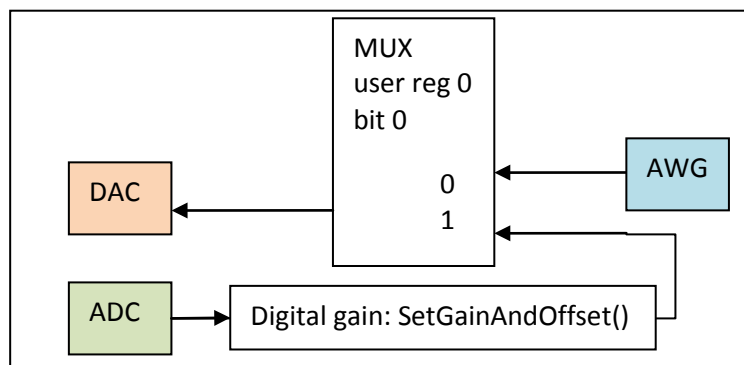 MUX
user reg 0
bit 0
0
1
AWG
DAC
ADC
Digital gain: SetGainAndOffset()